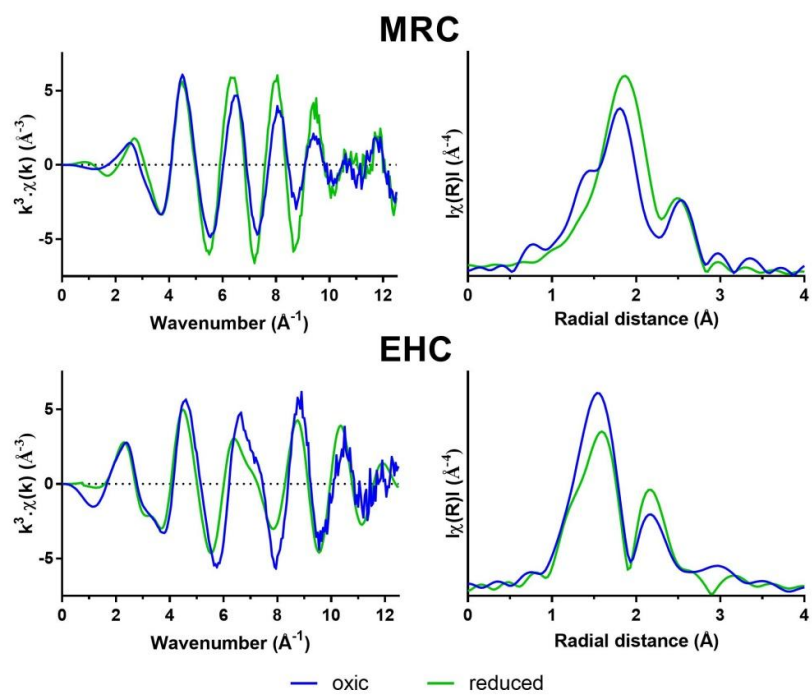 MRC
k³.χ(k) (Å⁻³)
5
0
-5
0 2 4 6 8 10 12
Wavenumber (Å⁻¹)
Iχ(R)I (Å⁻⁴)
0 1 2 3 4
Radial distance (Å)
EHC
k³.χ(k) (Å⁻³)
5
0
-5
0 2 4 6 8 10 12
Wavenumber (Å⁻¹)
Iχ(R)I (Å⁻⁴)
0 1 2 3 4
Radial distance (Å)
oxic reduced